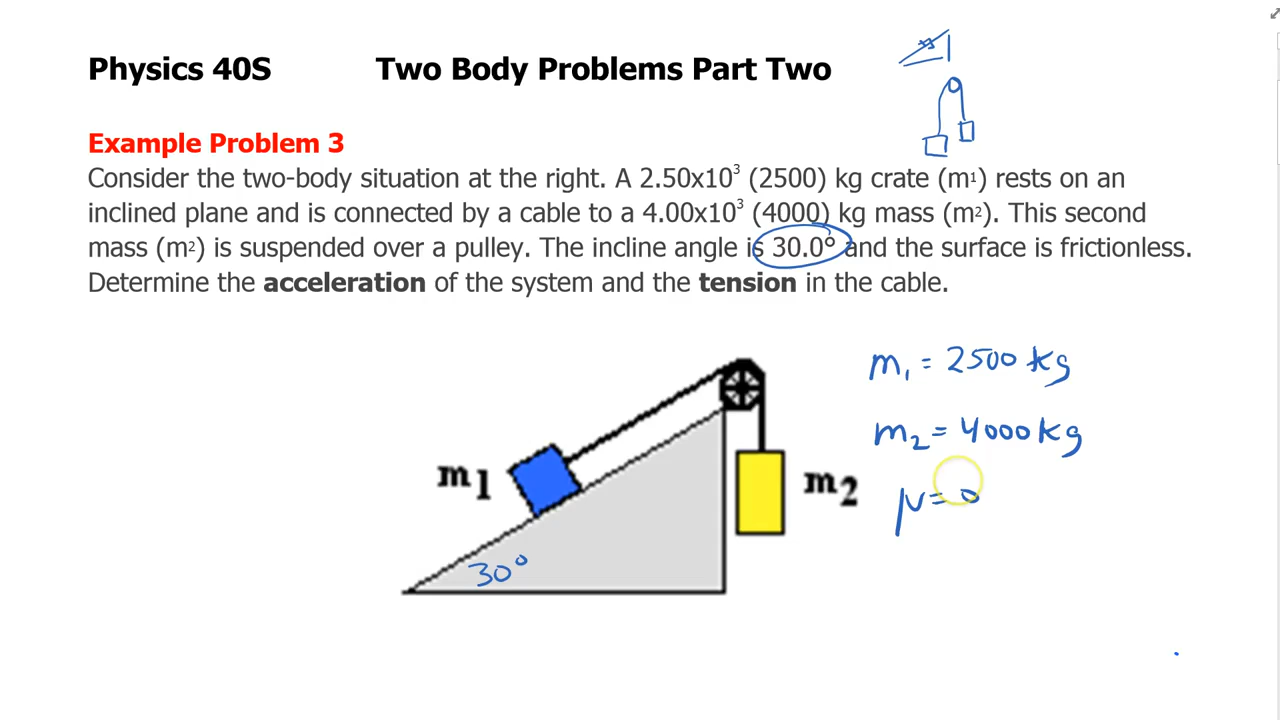 Physics 40S Two Body Problems Part Two
Example Problem 3
Consider the two-body situation at the right. A 2.50x10³ (2500) kg crate (m¹) rests on an
inclined plane and is connected by a cable to a 4.00x10³ (4000) kg mass (m²). This second
mass (m²) is suspended over a pulley. The incline angle is 30.0° and the surface is frictionless.
Determine the acceleration of the system and the tension in the cable.
m₁ = 2500 kg
m₂ = 4000 kg
m1
m2
μ = 0
30°